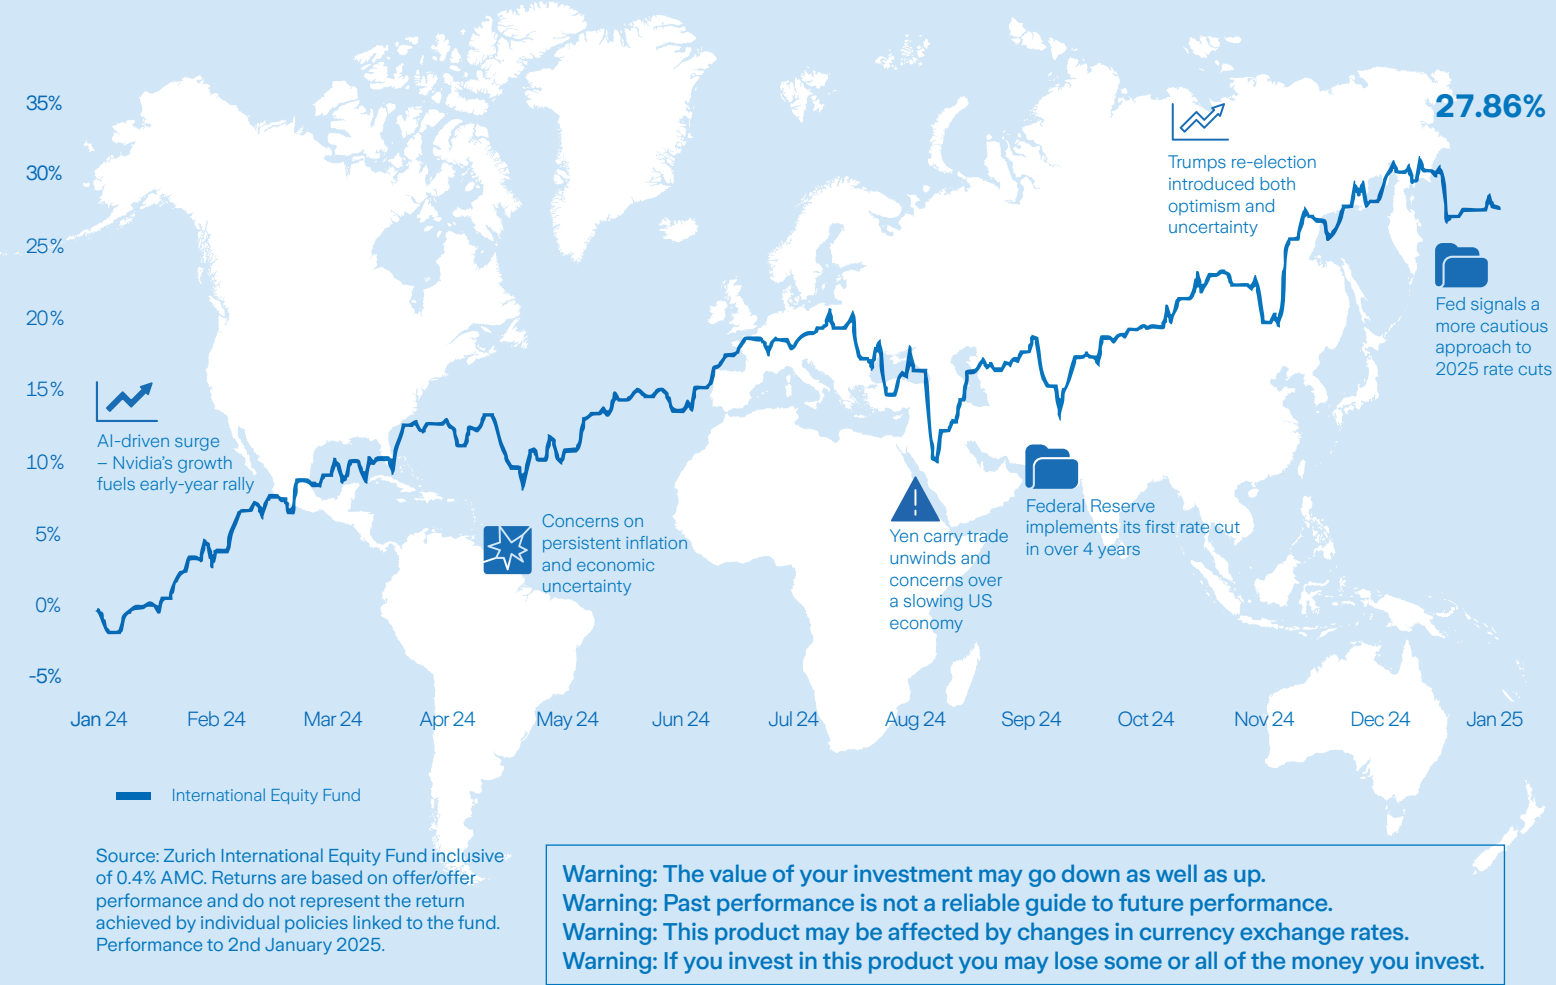 35%
27.86%
30%
25%
20%
15%
10%
5%
0%
-5%
Trumps re-election
introduced both
optimism and
uncertainty
Fed signals a
more cautious
approach to
2025 rate cuts
AI-driven surge
– Nvidia's growth
fuels early-year rally
Concerns on
persistent inflation
and economic
uncertainty
Yen carry trade
unwinds and
concerns over
a slowing US
economy
Federal Reserve
implements its first rate cut
in over 4 years
Jan 24
Feb 24
Mar 24
Apr 24
May 24
Jun 24
Jul 24
Aug 24
Sep 24
Oct 24
Nov 24
Dec 24
Jan 25
International Equity Fund
Source: Zurich International Equity Fund inclusive
of 0.4% AMC. Returns are based on offer/offer
performance and do not represent the return
achieved by individual policies linked to the fund.
Performance to 2nd January 2025.
Warning: The value of your investment may go down as well as up.
Warning: Past performance is not a reliable guide to future performance.
Warning: This product may be affected by changes in currency exchange rates.
Warning: If you invest in this product you may lose some or all of the money you invest.